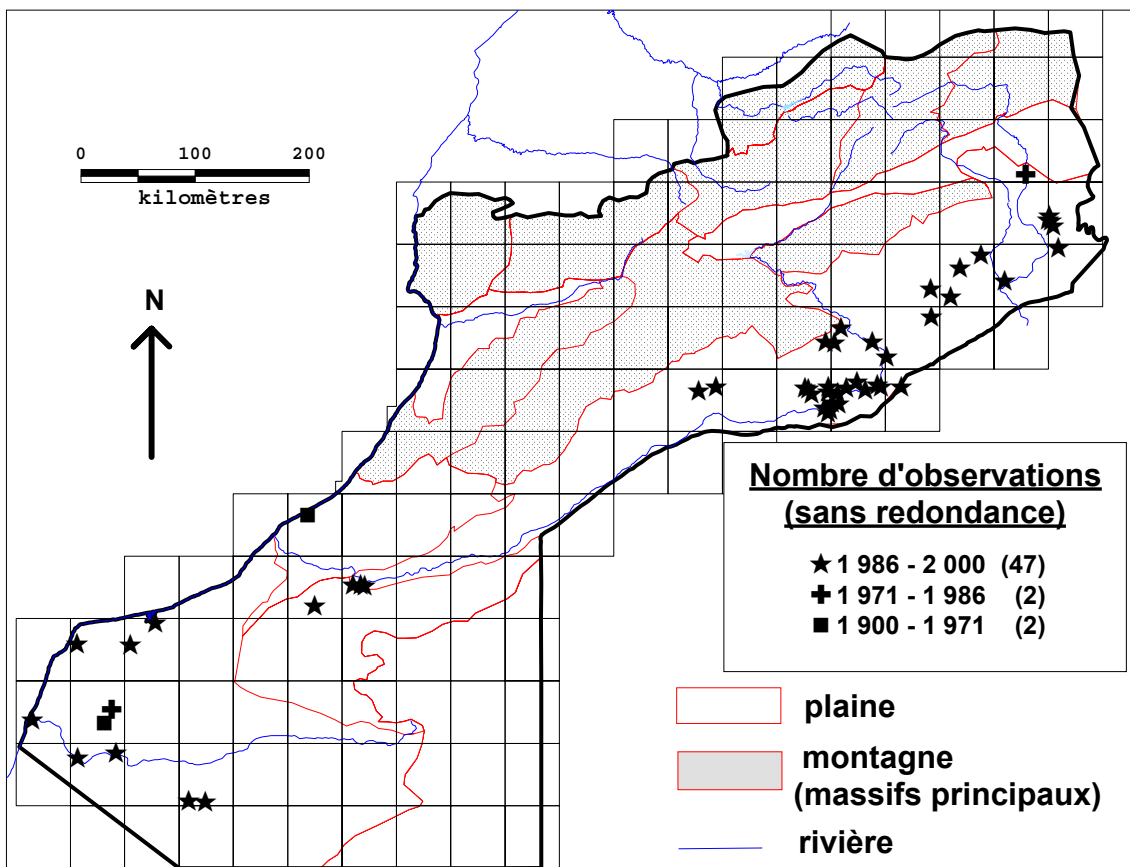 0 100 200
kilomètres
N
Nombre d'observations
(sans redondance)
1 986 - 2 000 (47)
1 971 - 1 986 (2)
1 900 - 1 971 (2)
plaine
montagne
(massifs principaux)
rivière